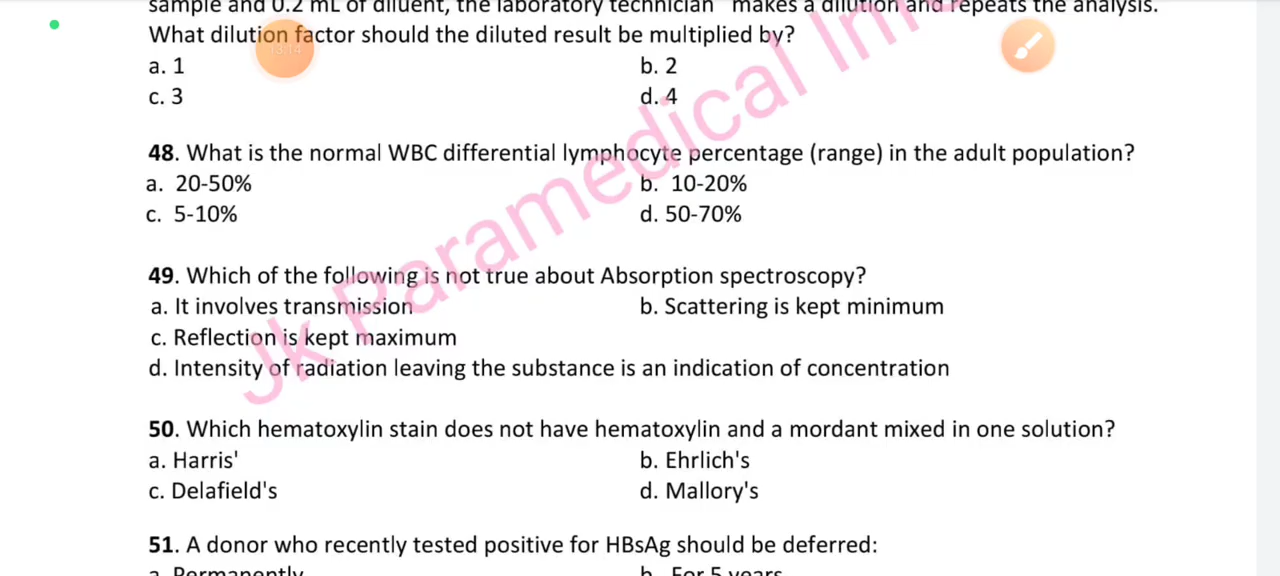 sample and 0.2 mL of diluent, the laboratory technician makes a dilution and repeats the analysis.
What dilution factor should the diluted result be multiplied by?
a. 1 b. 2
c. 3 d. 4
48. What is the normal WBC differential lymphocyte percentage (range) in the adult population?
a. 20-50% b. 10-20%
c. 5-10% d. 50-70%
49. Which of the following is not true about Absorption spectroscopy?
a. It involves transmission b. Scattering is kept minimum
c. Reflection is kept maximum
d. Intensity of radiation leaving the substance is an indication of concentration
50. Which hematoxylin stain does not have hematoxylin and a mordant mixed in one solution?
a. Harris' b. Ehrlich's
c. Delafield's d. Mallory's
51. A donor who recently tested positive for HBsAg should be deferred:
a. Permanently b. For 5 years
Jk Paramedical